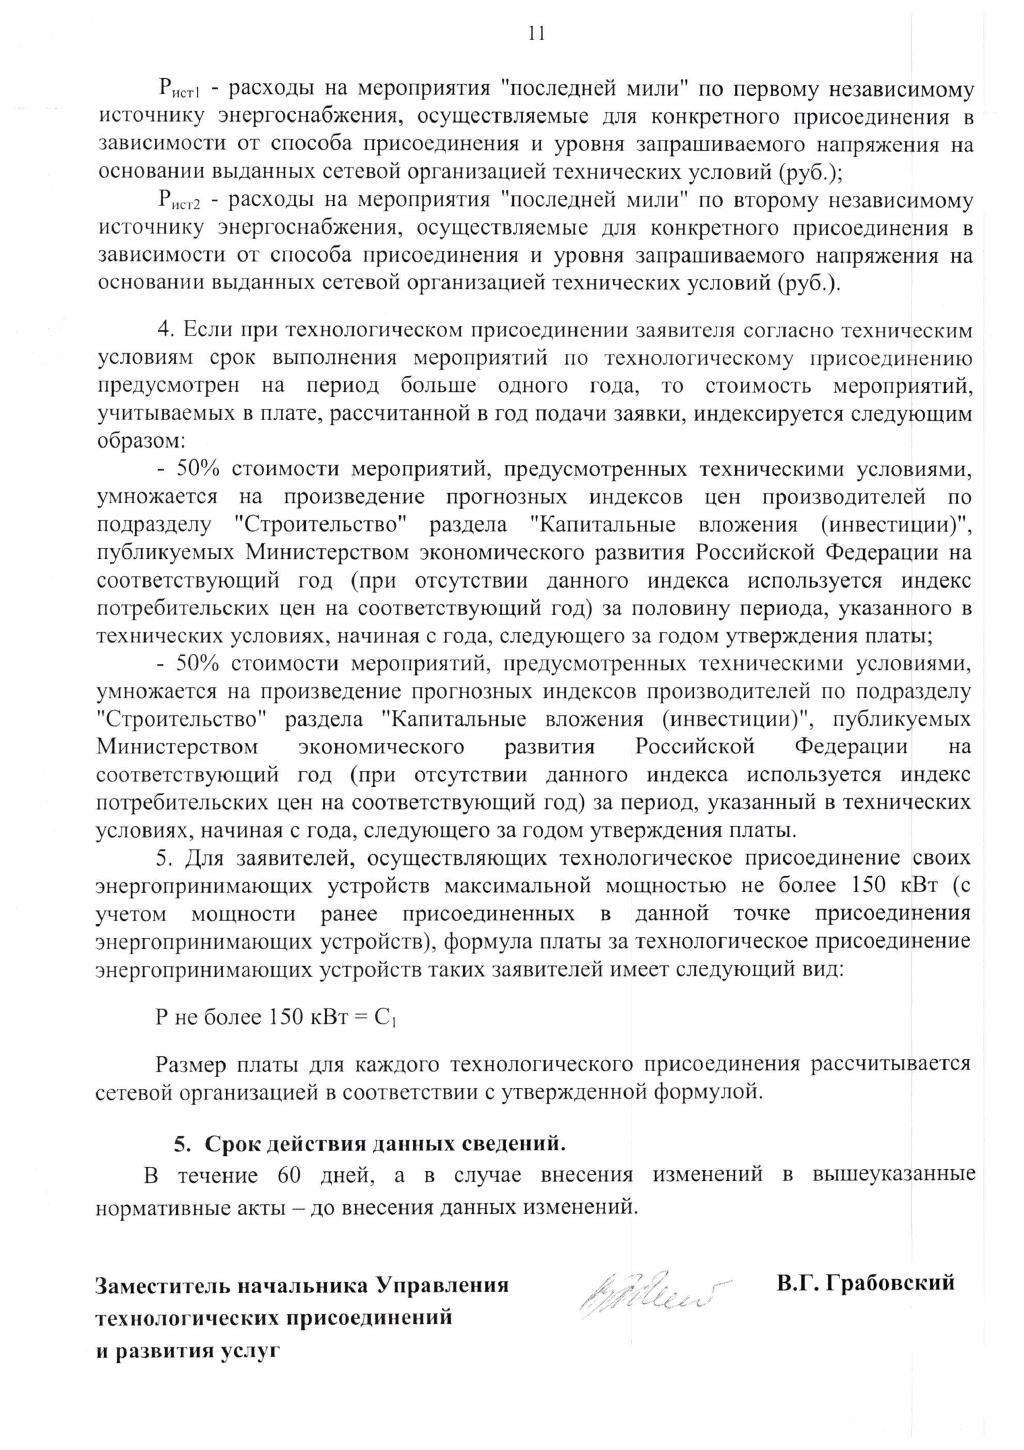 11
Рист1 - расходы на мероприятия "последней мили" по первому независимому
источнику энергоснабжения, осуществляемые для конкретного присоединения в
зависимости от способа присоединения и уровня запрашиваемого напряжения на
основании выданных сетевой организацией технических условий (руб.);
Рист2 - расходы на мероприятия "последней мили" по второму независимому
источнику энергоснабжения, осуществляемые для конкретного присоединения в
зависимости от способа присоединения и уровня запрашиваемого напряжения на
основании выданных сетевой организацией технических условий (руб.).
4. Если при технологическом присоединении заявителя согласно техническим
условиям срок выполнения мероприятий по технологическому присоединению
предусмотрен на период больше одного года, то стоимость мероприятий,
учитываемых в плате, рассчитанной в год подачи заявки, индексируется следующим
образом:
- 50% стоимости мероприятий, предусмотренных техническими условиями,
умножается на произведение прогнозных индексов цен производителей по
подразделу "Строительство" раздела "Капитальные вложения (инвестиции)",
публикуемых Министерством экономического развития Российской Федерации на
соответствующий год (при отсутствии данного индекса используется индекс
потребительских цен на соответствующий год) за половину периода, указанного в
технических условиях, начиная с года, следующего за годом утверждения платы;
- 50% стоимости мероприятий, предусмотренных техническими условиями,
умножается на произведение прогнозных индексов производителей по подразделу
"Строительство" раздела "Капитальные вложения (инвестиции)", публикуемых
Министерством экономического развития Российской Федерации на
соответствующий год (при отсутствии данного индекса используется индекс
потребительских цен на соответствующий год) за период, указанный в технических
условиях, начиная с года, следующего за годом утверждения платы.
5. Для заявителей, осуществляющих технологическое присоединение своих
энергопринимающих устройств максимальной мощностью не более 150 кВт (с
учетом мощности ранее присоединенных в данной точке присоединения
энергопринимающих устройств), формула платы за технологическое присоединение
энергопринимающих устройств таких заявителей имеет следующий вид:
Р не более 150 кВт = С₁
Размер платы для каждого технологического присоединения рассчитывается
сетевой организацией в соответствии с утвержденной формулой.
5. Срок действия данных сведений.
В течение 60 дней, а в случае внесения изменений в вышеуказанные
нормативные акты – до внесения данных изменений.
Заместитель начальника Управления В.Г. Грабовский
технологических присоединений
и развития услуг